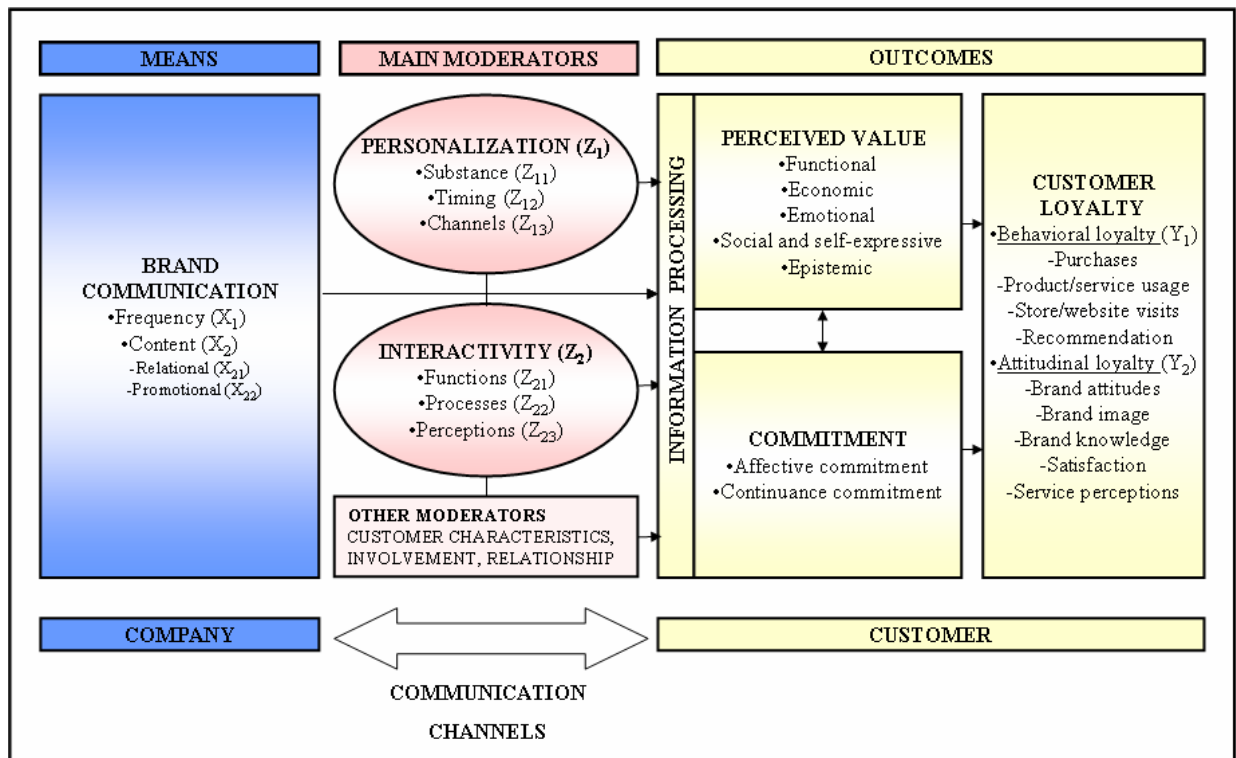 MEANS
MAIN MODERATORS
OUTCOMES
BRAND
COMMUNICATION
•Frequency (X₁)
•Content (X₂)
-Relational (X₂₁)
-Promotional (X₂₂)
PERSONALIZATION (Z₁)
•Substance (Z₁₁)
•Timing (Z₁₂)
•Channels (Z₁₃)
INTERACTIVITY (Z₂)
•Functions (Z₂₁)
•Processes (Z₂₂)
•Perceptions (Z₂₃)
OTHER MODERATORS
CUSTOMER CHARACTERISTICS,
INVOLVEMENT, RELATIONSHIP
INFORMATION PROCESSING
PERCEIVED VALUE
•Functional
•Economic
•Emotional
•Social and self-expressive
•Epistemic
COMMITMENT
•Affective commitment
•Continuance commitment
CUSTOMER
LOYALTY
•Behavioral loyalty (Y₁)
-Purchases
-Product/service usage
-Store/website visits
-Recommendation
•Attitudinal loyalty (Y₂)
-Brand attitudes
-Brand image
-Brand knowledge
-Satisfaction
-Service perceptions
COMPANY
CUSTOMER
COMMUNICATION
CHANNELS